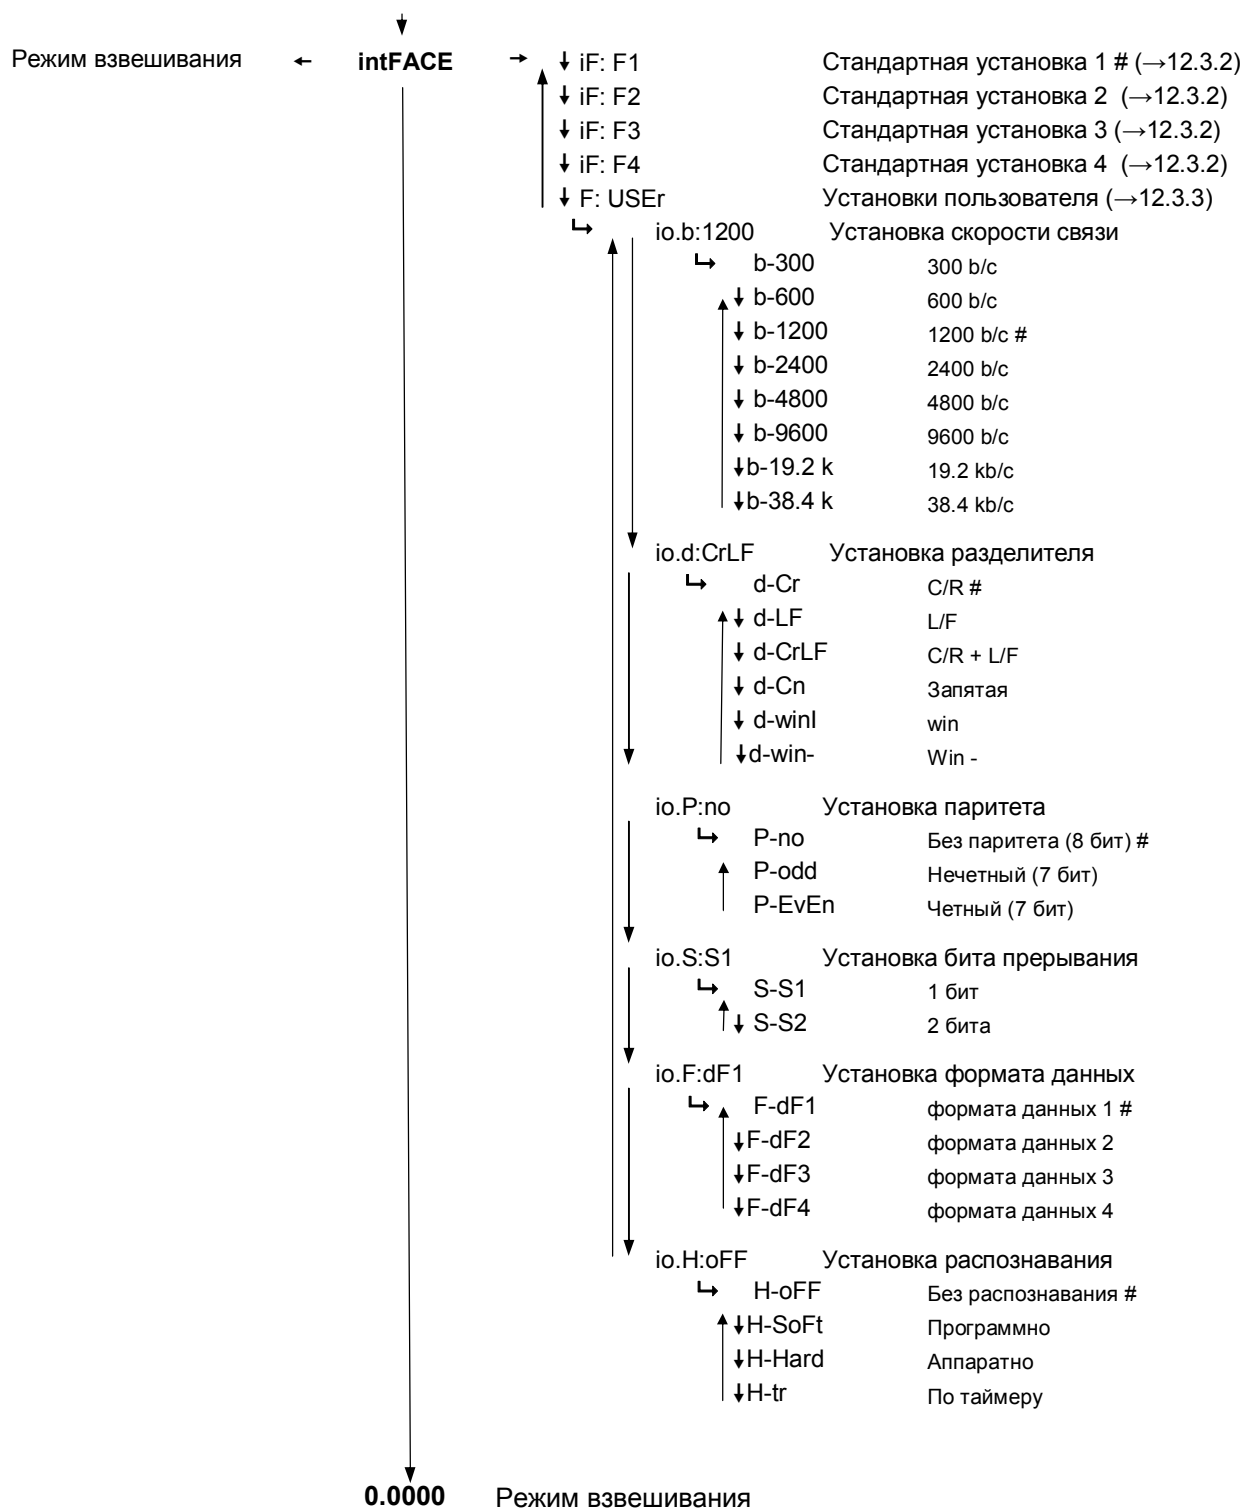 Режим взвешивания ← intFACE → ↓ iF: F1 Стандартная установка 1 # (→12.3.2)
↓ iF: F2 Стандартная установка 2 (→12.3.2)
↓ iF: F3 Стандартная установка 3 (→12.3.2)
↓ iF: F4 Стандартная установка 4 (→12.3.2)
↓ F: USEr Установки пользователя (→12.3.3)
io.b:1200 Установка скорости связи
b-300 300 b/c
↓ b-600 600 b/c
↓ b-1200 1200 b/c #
↓ b-2400 2400 b/c
↓ b-4800 4800 b/c
↓ b-9600 9600 b/c
↓b-19.2 k 19.2 kb/c
↓b-38.4 k 38.4 kb/c
io.d:CrLF Установка разделителя
d-Cr C/R #
↓ d-LF L/F
↓ d-CrLF C/R + L/F
↓ d-Cn Запятая
↓ d-winI win
↓d-win- Win -
io.P:no Установка паритета
P-no Без паритета (8 бит) #
P-odd Нечетный (7 бит)
P-EvEn Четный (7 бит)
io.S:S1 Установка бита прерывания
S-S1 1 бит
↓ S-S2 2 бита
io.F:dF1 Установка формата данных
F-dF1 формата данных 1 #
↓F-dF2 формата данных 2
↓F-dF3 формата данных 3
↓F-dF4 формата данных 4
io.H:oFF Установка распознавания
H-oFF Без распознавания #
↓H-SoFt Программно
↓H-Hard Аппаратно
↓H-tr По таймеру
0.0000 Режим взвешивания